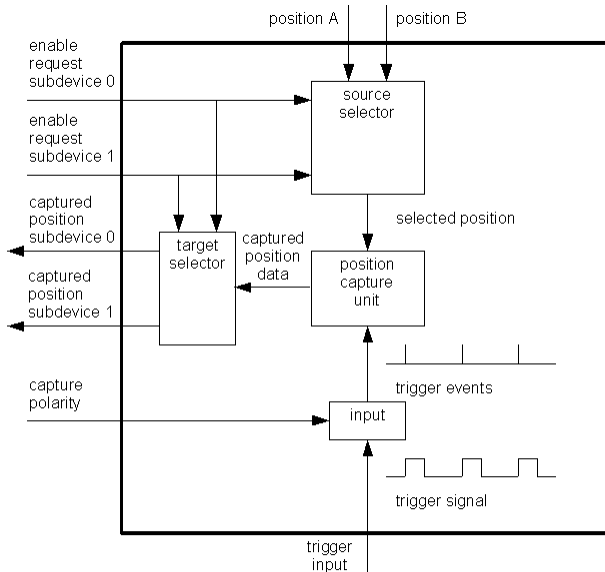 position A
position B
enable
request
subdevice 0
source
selector
enable
request
subdevice 1
captured
position
subdevice 0
selected position
target
selector
captured
position
data
position
capture
unit
captured
position
subdevice 1
trigger events
capture
polarity
input
trigger signal
trigger
input